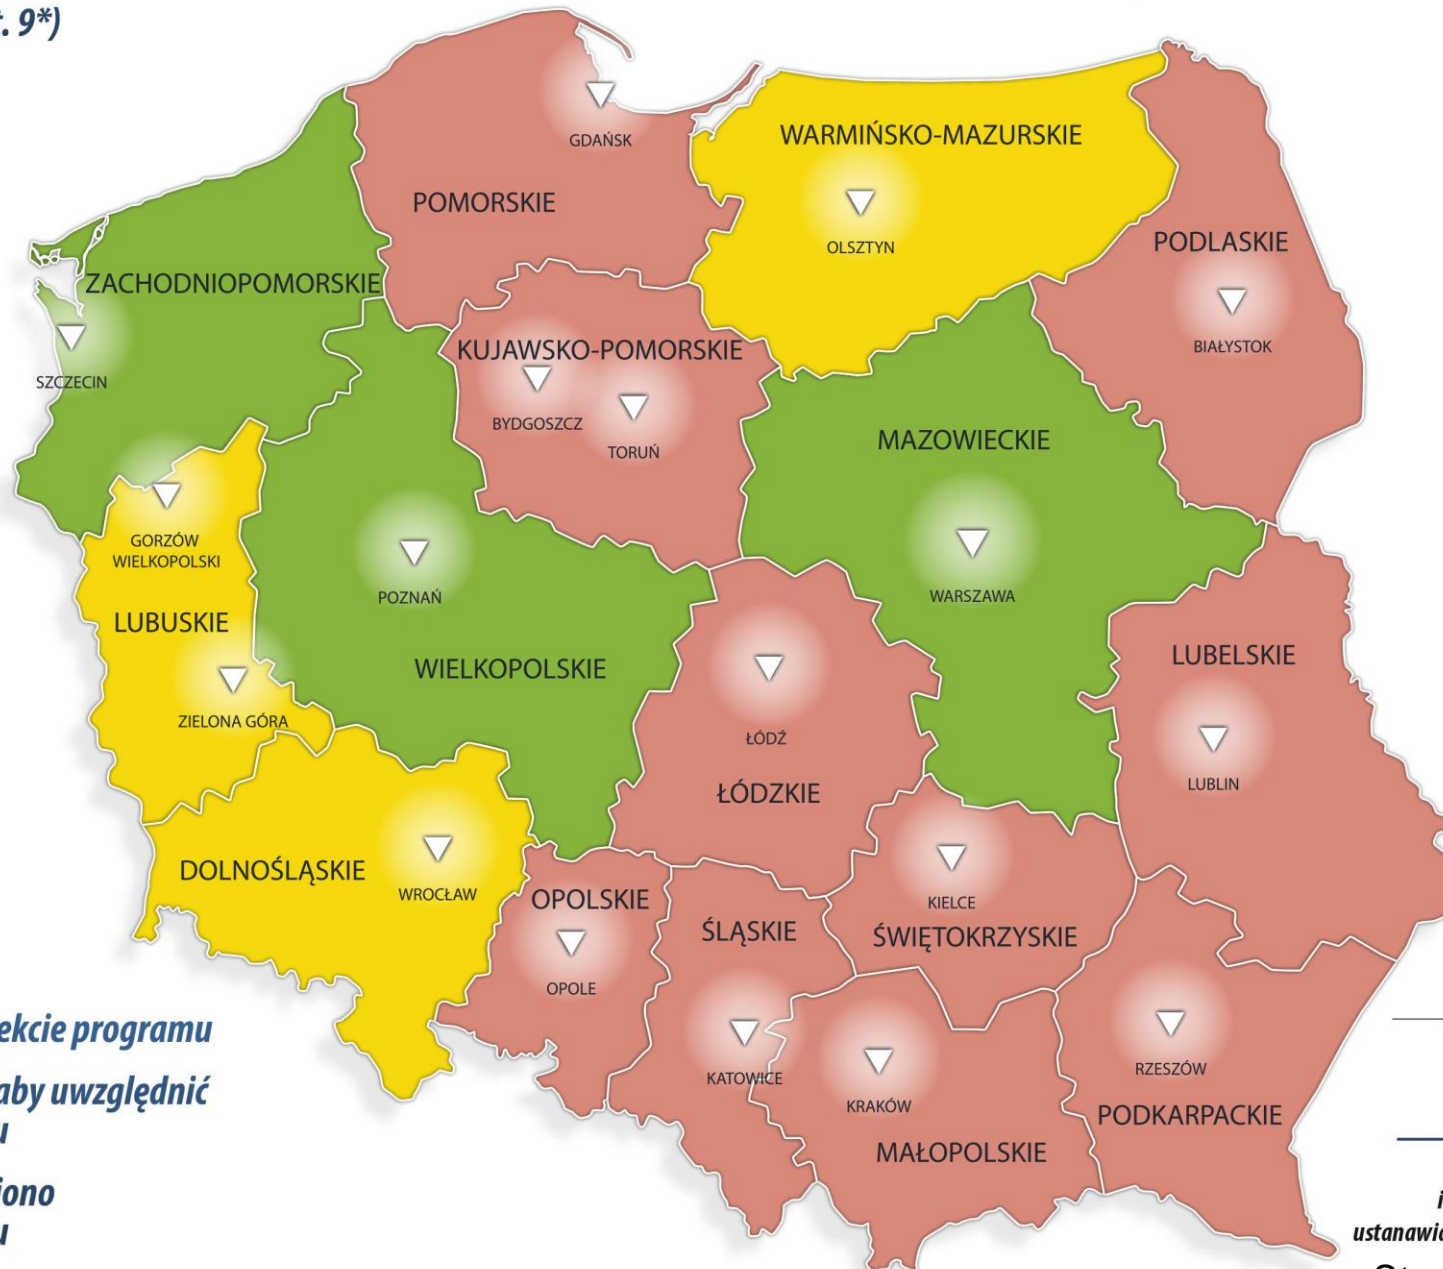 . 9*)
GDAŃSK
WARMIŃSKO-MAZURSKIE
POMORSKIE
OLSZTYN
PODLASKIE
ZACHODNIOPOMORSKIE
BIAŁYSTOK
KUJAWSKO-POMORSKIE
SZCZECIN
BYDGOSZCZ
TORUŃ
MAZOWIECKIE
GORZÓW
WIELKOPOLSKI
POZNAŃ
WARSZAWA
LUBUSKIE
WIELKOPOLSKIE
LUBELSKIE
ZIELONA GÓRA
ŁÓDŹ
LUBLIN
ŁÓDZKIE
DOLNOŚLĄSKIE
WROCŁAW
OPOLSKIE
KIELCE
ŚLĄSKIE
ŚWIĘTOKRZYSKIE
OPOLE
ekcie programu
RZESZÓW
KATOWICE
aby uwzględnić
u
KRAKÓW
PODKARPACKIE
MAŁOPOLSKIE
iono
u
i
ustanawia